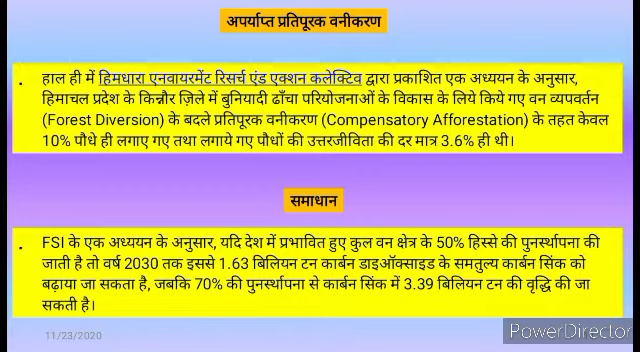 अपर्याप्त प्रतिपूरक वनीकरण
• हाल ही में हिमधारा एनवायरमेंट रिसर्च एंड एक्शन कलेक्टिव द्वारा प्रकाशित एक अध्ययन के अनुसार,
हिमाचल प्रदेश के किन्नौर ज़िले में बुनियादी ढाँचा परियोजनाओं के विकास के लिये किये गए वन व्यपवर्तन
(Forest Diversion) के बदले प्रतिपूरक वनीकरण (Compensatory Afforestation) के तहत केवल
10% पौधे ही लगाए गए तथा लगाये गए पौधों की उत्तरजीविता की दर मात्र 3.6% ही थी।
समाधान
• FSI के एक अध्ययन के अनुसार, यदि देश में प्रभावित हुए कुल वन क्षेत्र के 50% हिस्से की पुनर्स्थापना की
जाती है तो वर्ष 2030 तक इससे 1.63 बिलियन टन कार्बन डाइऑक्साइड के समतुल्य कार्बन सिंक को
बढ़ाया जा सकता है, जबकि 70% की पुनर्स्थापना से कार्बन सिंक में 3.39 बिलियन टन की वृद्धि की जा
सकती है।
11/23/2020
PowerDirector